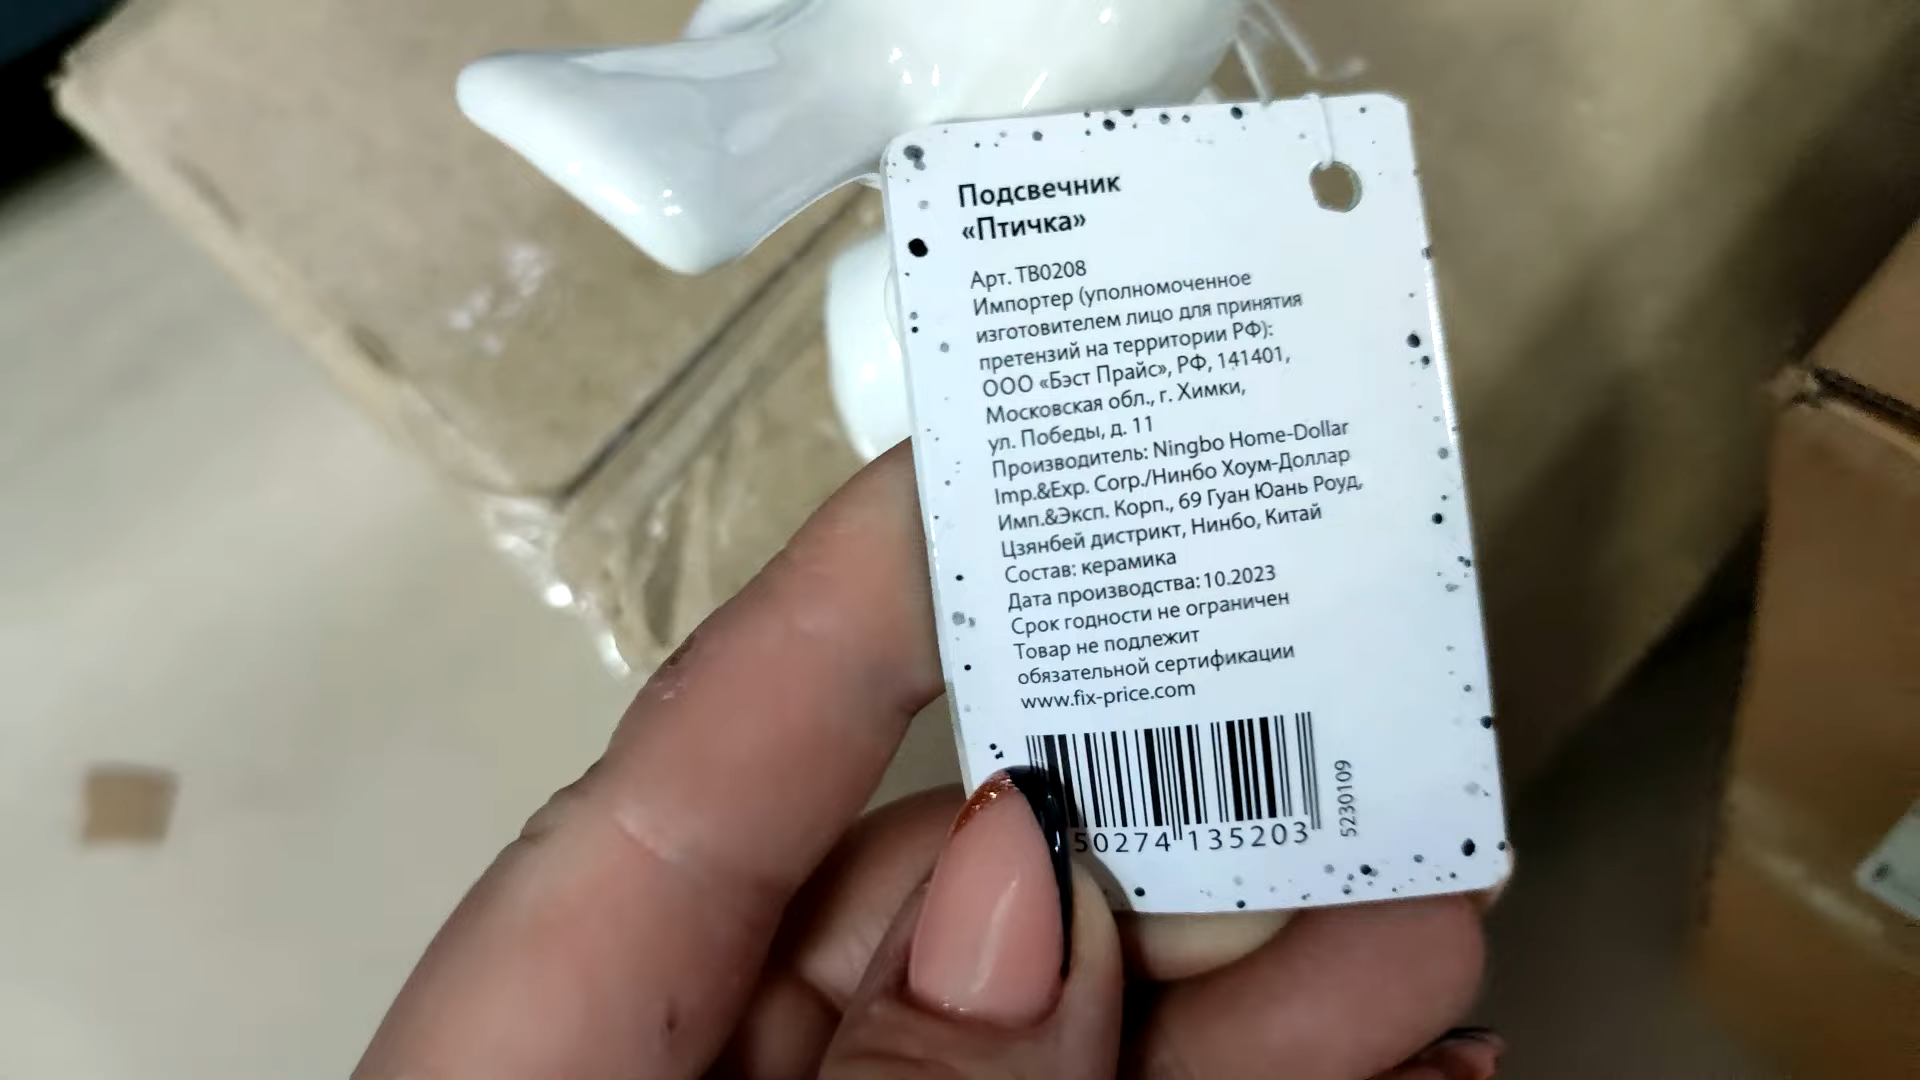 Подсвечник
«Птичка»
Арт. TB0208
Импортер (уполномоченное
изготовителем лицо для принятия
претензий на территории РФ):
ООО «Бэст Прайс», РФ, 141401,
Московская обл., г. Химки,
ул. Победы, д. 11
Производитель: Ningbo Home-Dollar
Imp.&Exp. Corp./Нинбо Хоум-Доллар
Имп.&Эксп. Корп., 69 Гуан Юань Роуд,
Цзянбей дистрикт, Нинбо, Китай
Состав: керамика
Дата производства: 10.2023
Срок годности не ограничен
Товар не подлежит
обязательной сертификации
www.fix-price.com
50274 135203
5230109